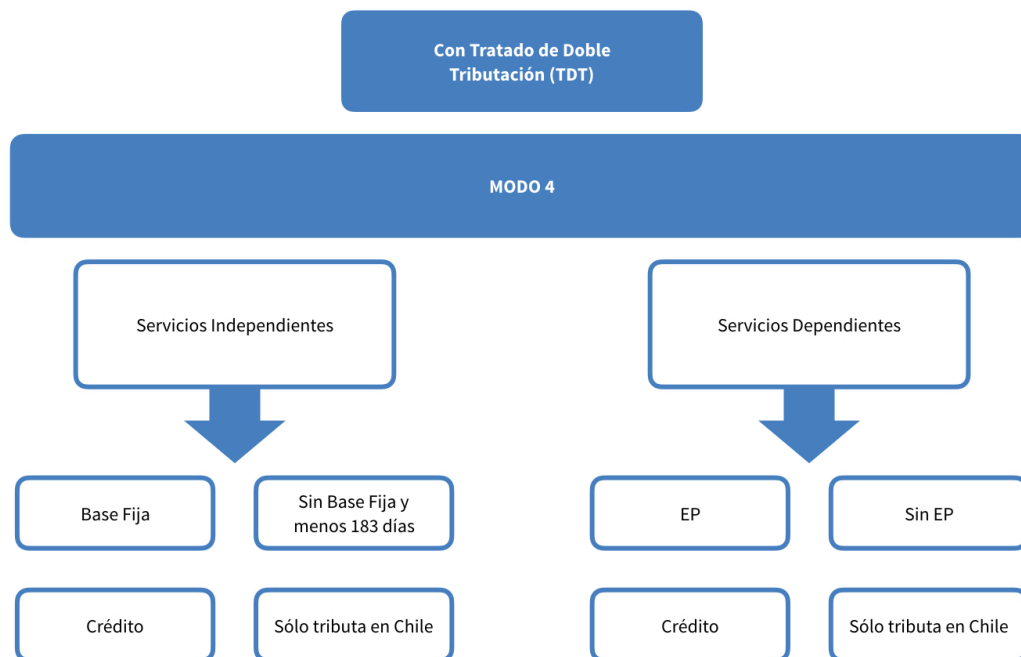 Con Tratado de Doble
Tributación (TDT)
MODO 4
Servicios Independientes
Servicios Dependientes
Base Fija
Sin Base Fija y
menos 183 días
EP
Sin EP
Crédito
Sólo tributa en Chile
Crédito
Sólo tributa en Chile